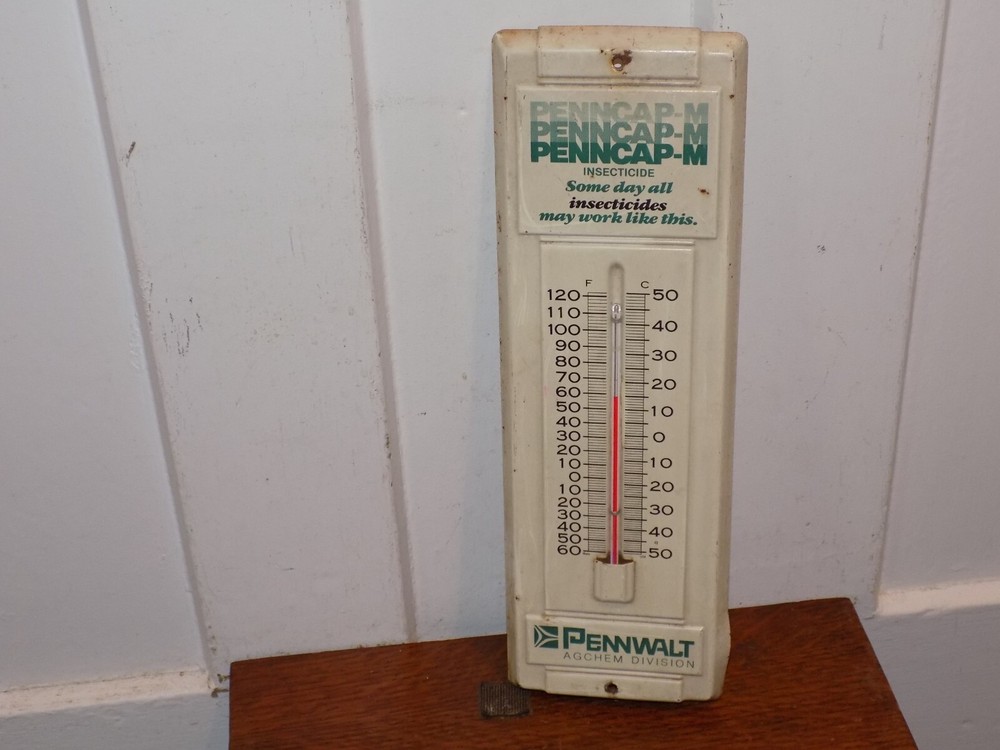 PENNCAP-M
PENNCAP-M
PENNCAP-M
INSECTICIDE
Some day all
insecticides
may work like this.
F C
120 50
110
100 40
90
80 30
70
60 20
50 10
40
30 0
20
10 10
0
10 20
20
30 30
40 40
50
60 50
PENNWALT
AGCHEM DIVISION